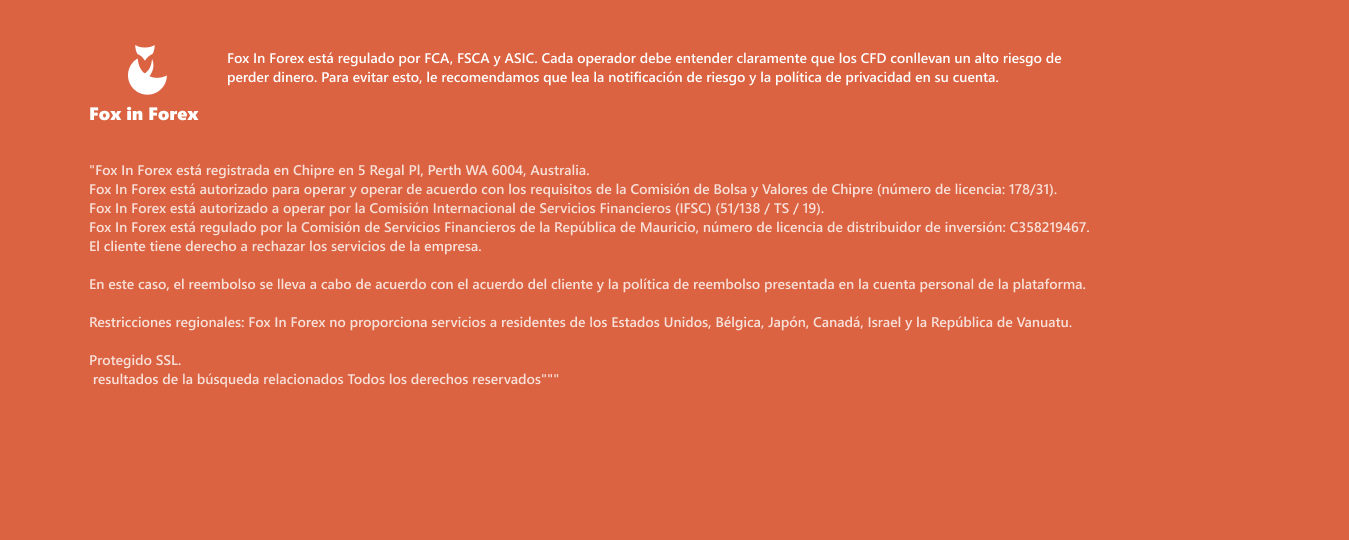 Fox in Forex
Fox In Forex está regulado por FCA, FSCA y ASIC. Cada operador debe entender claramente que los CFD conllevan un alto riesgo de
perder dinero. Para evitar esto, le recomendamos que lea la notificación de riesgo y la política de privacidad en su cuenta.
"Fox In Forex está registrada en Chipre en 5 Regal Pl, Perth WA 6004, Australia.
Fox In Forex está autorizado para operar y operar de acuerdo con los requisitos de la Comisión de Bolsa y Valores de Chipre (número de licencia: 178/31).
Fox In Forex está autorizado a operar por la Comisión Internacional de Servicios Financieros (IFSC) (51/138 / TS / 19).
Fox In Forex está regulado por la Comisión de Servicios Financieros de la República de Mauricio, número de licencia de distribuidor de inversión: C358219467.
El cliente tiene derecho a rechazar los servicios de la empresa.
En este caso, el reembolso se lleva a cabo de acuerdo con el acuerdo del cliente y la política de reembolso presentada en la cuenta personal de la plataforma.
Restricciones regionales: Fox In Forex no proporciona servicios a residentes de los Estados Unidos, Bélgica, Japón, Canadá, Israel y la República de Vanuatu.
Protegido SSL.
resultados de la búsqueda relacionados Todos los derechos reservados"""